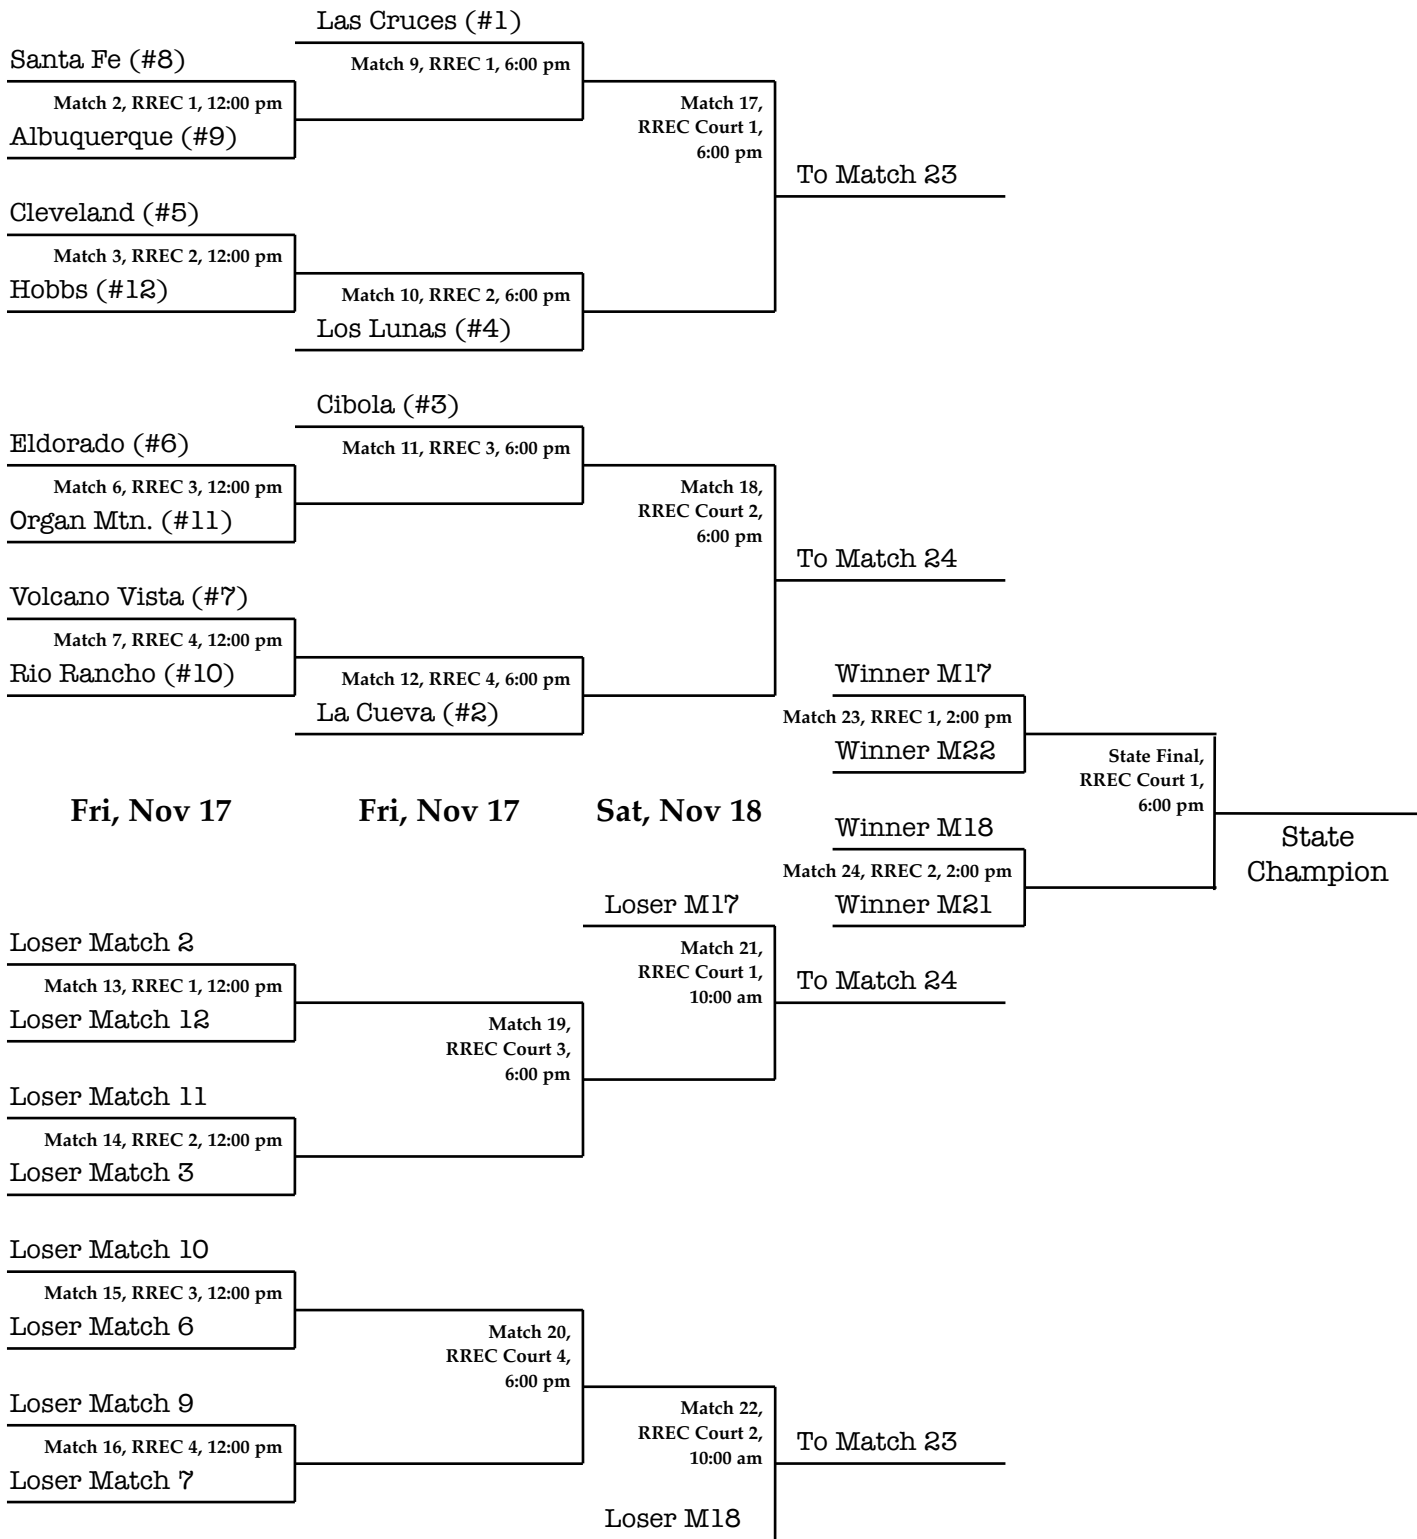 Las Cruces (#1)
Santa Fe (#8)
Match 9, RREC 1, 6:00 pm
Match 2, RREC 1, 12:00 pm
Albuquerque (#9)
Match 17,
RREC Court 1,
6:00 pm
To Match 23
Cleveland (#5)
Match 3, RREC 2, 12:00 pm
Hobbs (#12)
Match 10, RREC 2, 6:00 pm
Los Lunas (#4)
Cibola (#3)
Eldorado (#6)
Match 11, RREC 3, 6:00 pm
Match 6, RREC 3, 12:00 pm
Organ Mtn. (#11)
Match 18,
RREC Court 2,
6:00 pm
To Match 24
Volcano Vista (#7)
Match 7, RREC 4, 12:00 pm
Rio Rancho (#10)
Match 12, RREC 4, 6:00 pm
La Cueva (#2)
Winner M17
Match 23, RREC 1, 2:00 pm
Winner M22
State Final,
RREC Court 1,
6:00 pm
Fri, Nov 17
Fri, Nov 17
Sat, Nov 18
Winner M18
Match 24, RREC 2, 2:00 pm
Winner M21
State
Champion
Loser M17
Loser Match 2
Match 13, RREC 1, 12:00 pm
Loser Match 12
Match 21,
RREC Court 1,
10:00 am
To Match 24
Match 19,
RREC Court 3,
6:00 pm
Loser Match 11
Match 14, RREC 2, 12:00 pm
Loser Match 3
Loser Match 10
Match 15, RREC 3, 12:00 pm
Loser Match 6
Match 20,
RREC Court 4,
6:00 pm
Loser Match 9
Match 16, RREC 4, 12:00 pm
Loser Match 7
Match 22,
RREC Court 2,
10:00 am
To Match 23
Loser M18